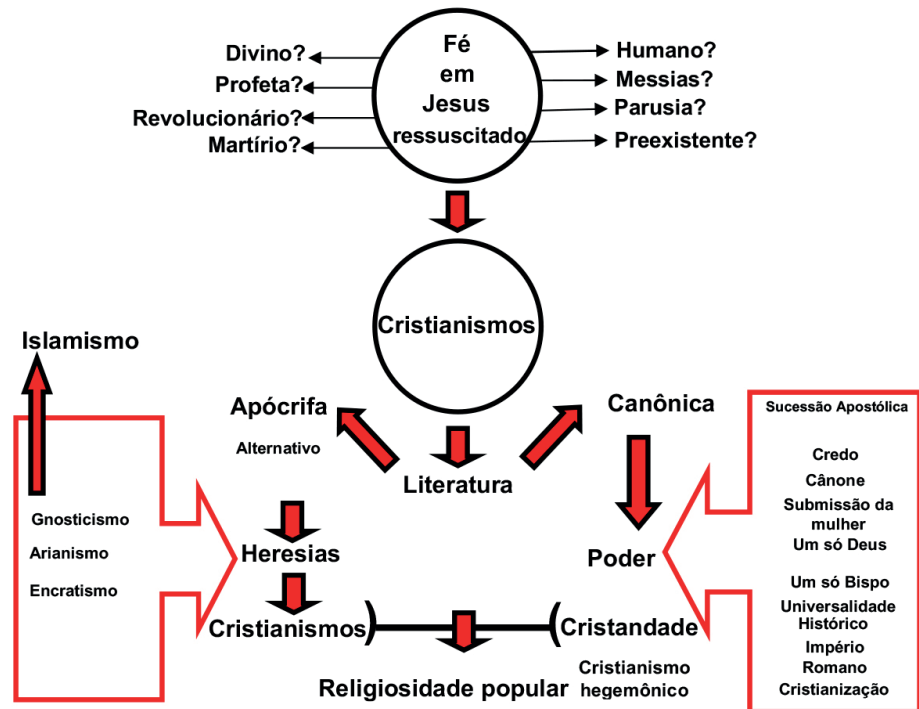 Divino?
Profeta?
Revolucionário?
Martírio?
Fé
em
Jesus
ressuscitado
Humano?
Messias?
Parusia?
Preexistente?
Cristianismos
Islamismo
Gnosticismo
Arianismo
Encratismo
Apócrifa
Alternativo
Literatura
Canônica
Heresias
Cristianismos
Poder
Cristandade
Cristianismo
hegemônico
Religiosidade popular
Sucessão Apostólica
Credo
Cânone
Submissão da
mulher
Um só Deus
Um só Bispo
Universalidade
Histórico
Império
Romano
Cristianização